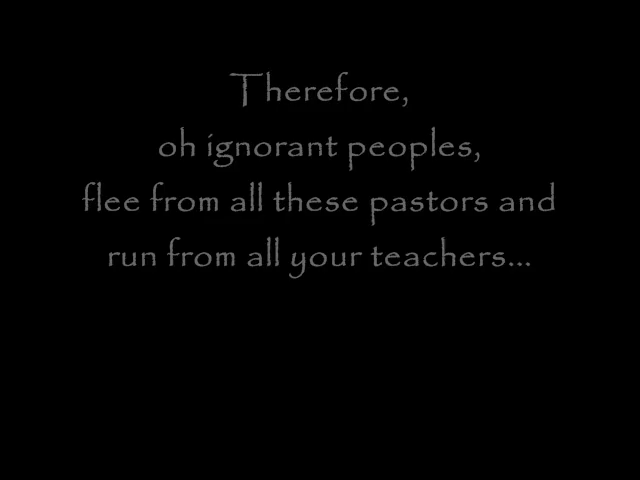 Therefore,
oh ignorant peoples,
flee from all these pastors and
run from all your teachers...